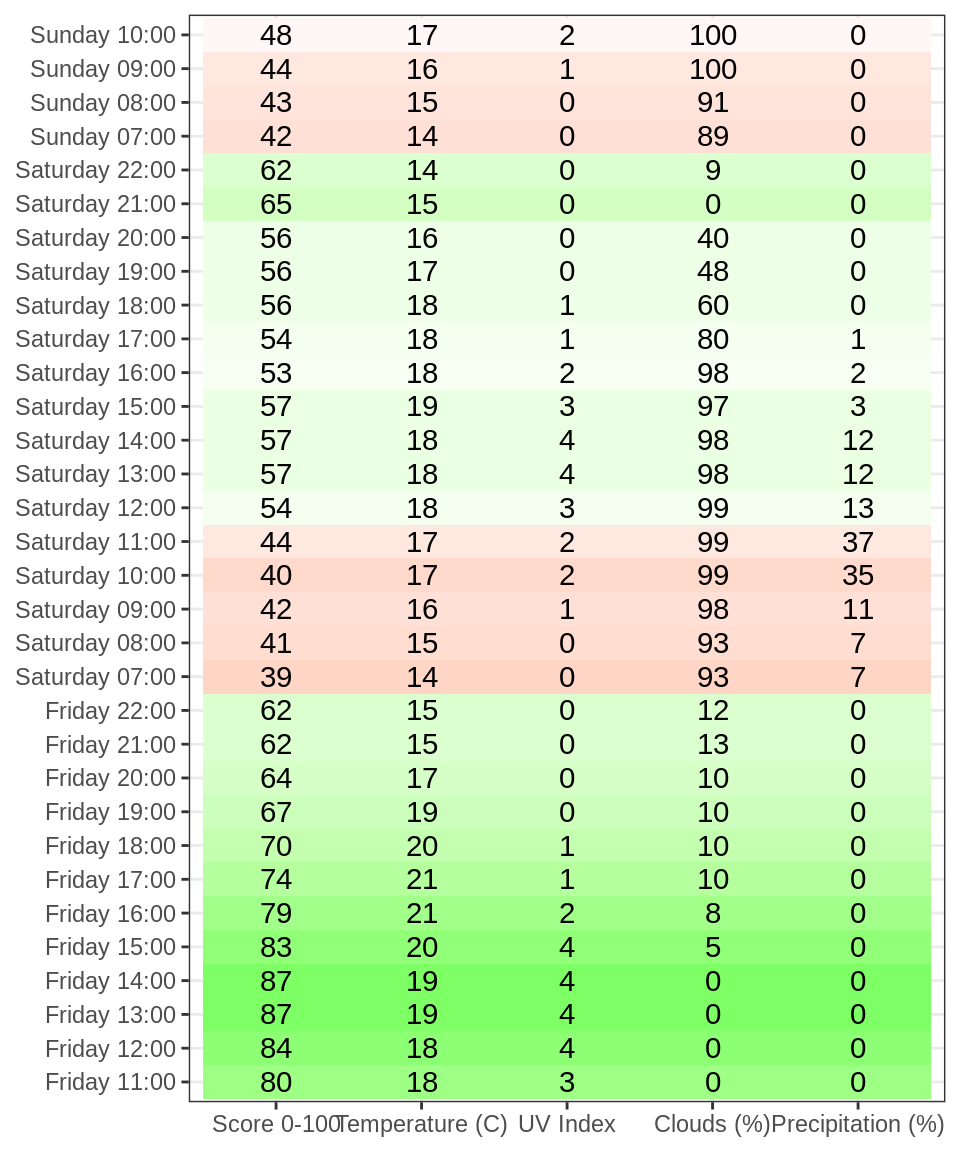 Sunday 10:00 48 17 2 100 0
Sunday 09:00 44 16 1 100 0
Sunday 08:00 43 15 0 91 0
Sunday 07:00 42 14 0 89 0
Saturday 22:00 62 14 0 9 0
Saturday 21:00 65 15 0 0 0
Saturday 20:00 56 16 0 40 0
Saturday 19:00 56 17 0 48 0
Saturday 18:00 56 18 1 60 0
Saturday 17:00 54 18 1 80 1
Saturday 16:00 53 18 2 98 2
Saturday 15:00 57 19 3 97 3
Saturday 14:00 57 18 4 98 12
Saturday 13:00 57 18 4 98 12
Saturday 12:00 54 18 3 99 13
Saturday 11:00 44 17 2 99 37
Saturday 10:00 40 17 2 99 35
Saturday 09:00 42 16 1 98 11
Saturday 08:00 41 15 0 93 7
Saturday 07:00 39 14 0 93 7
Friday 22:00 62 15 0 12 0
Friday 21:00 62 15 0 13 0
Friday 20:00 64 17 0 10 0
Friday 19:00 67 19 0 10 0
Friday 18:00 70 20 1 10 0
Friday 17:00 74 21 1 10 0
Friday 16:00 79 21 2 8 0
Friday 15:00 83 20 4 5 0
Friday 14:00 87 19 4 0 0
Friday 13:00 87 19 4 0 0
Friday 12:00 84 18 4 0 0
Friday 11:00 80 18 3 0 0
Score 0-100 Temperature (C) UV Index Clouds (%) Precipitation (%)